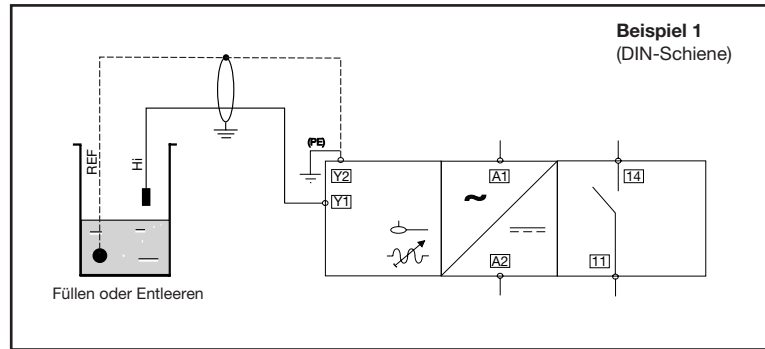 Beispiel 1
(DIN-Schiene)
REF
Hi
(PE)
Y2
Y1
A1
14
~
A2
11
Füllen oder Entleeren